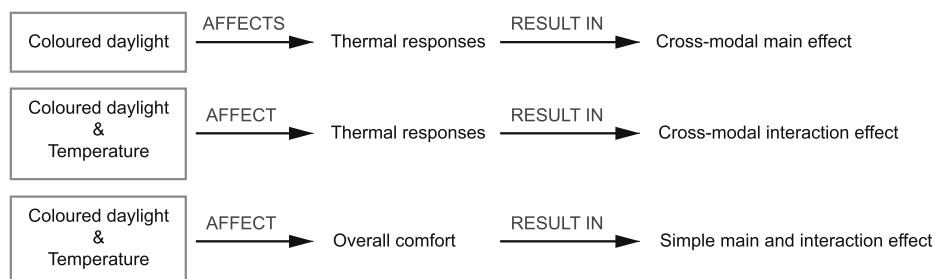 Coloured daylight AFFECTS Thermal responses RESULT IN Cross-modal main effect
Coloured daylight
&
Temperature
AFFECT Thermal responses RESULT IN Cross-modal interaction effect
Coloured daylight
&
Temperature
AFFECT Overall comfort RESULT IN Simple main and interaction effect